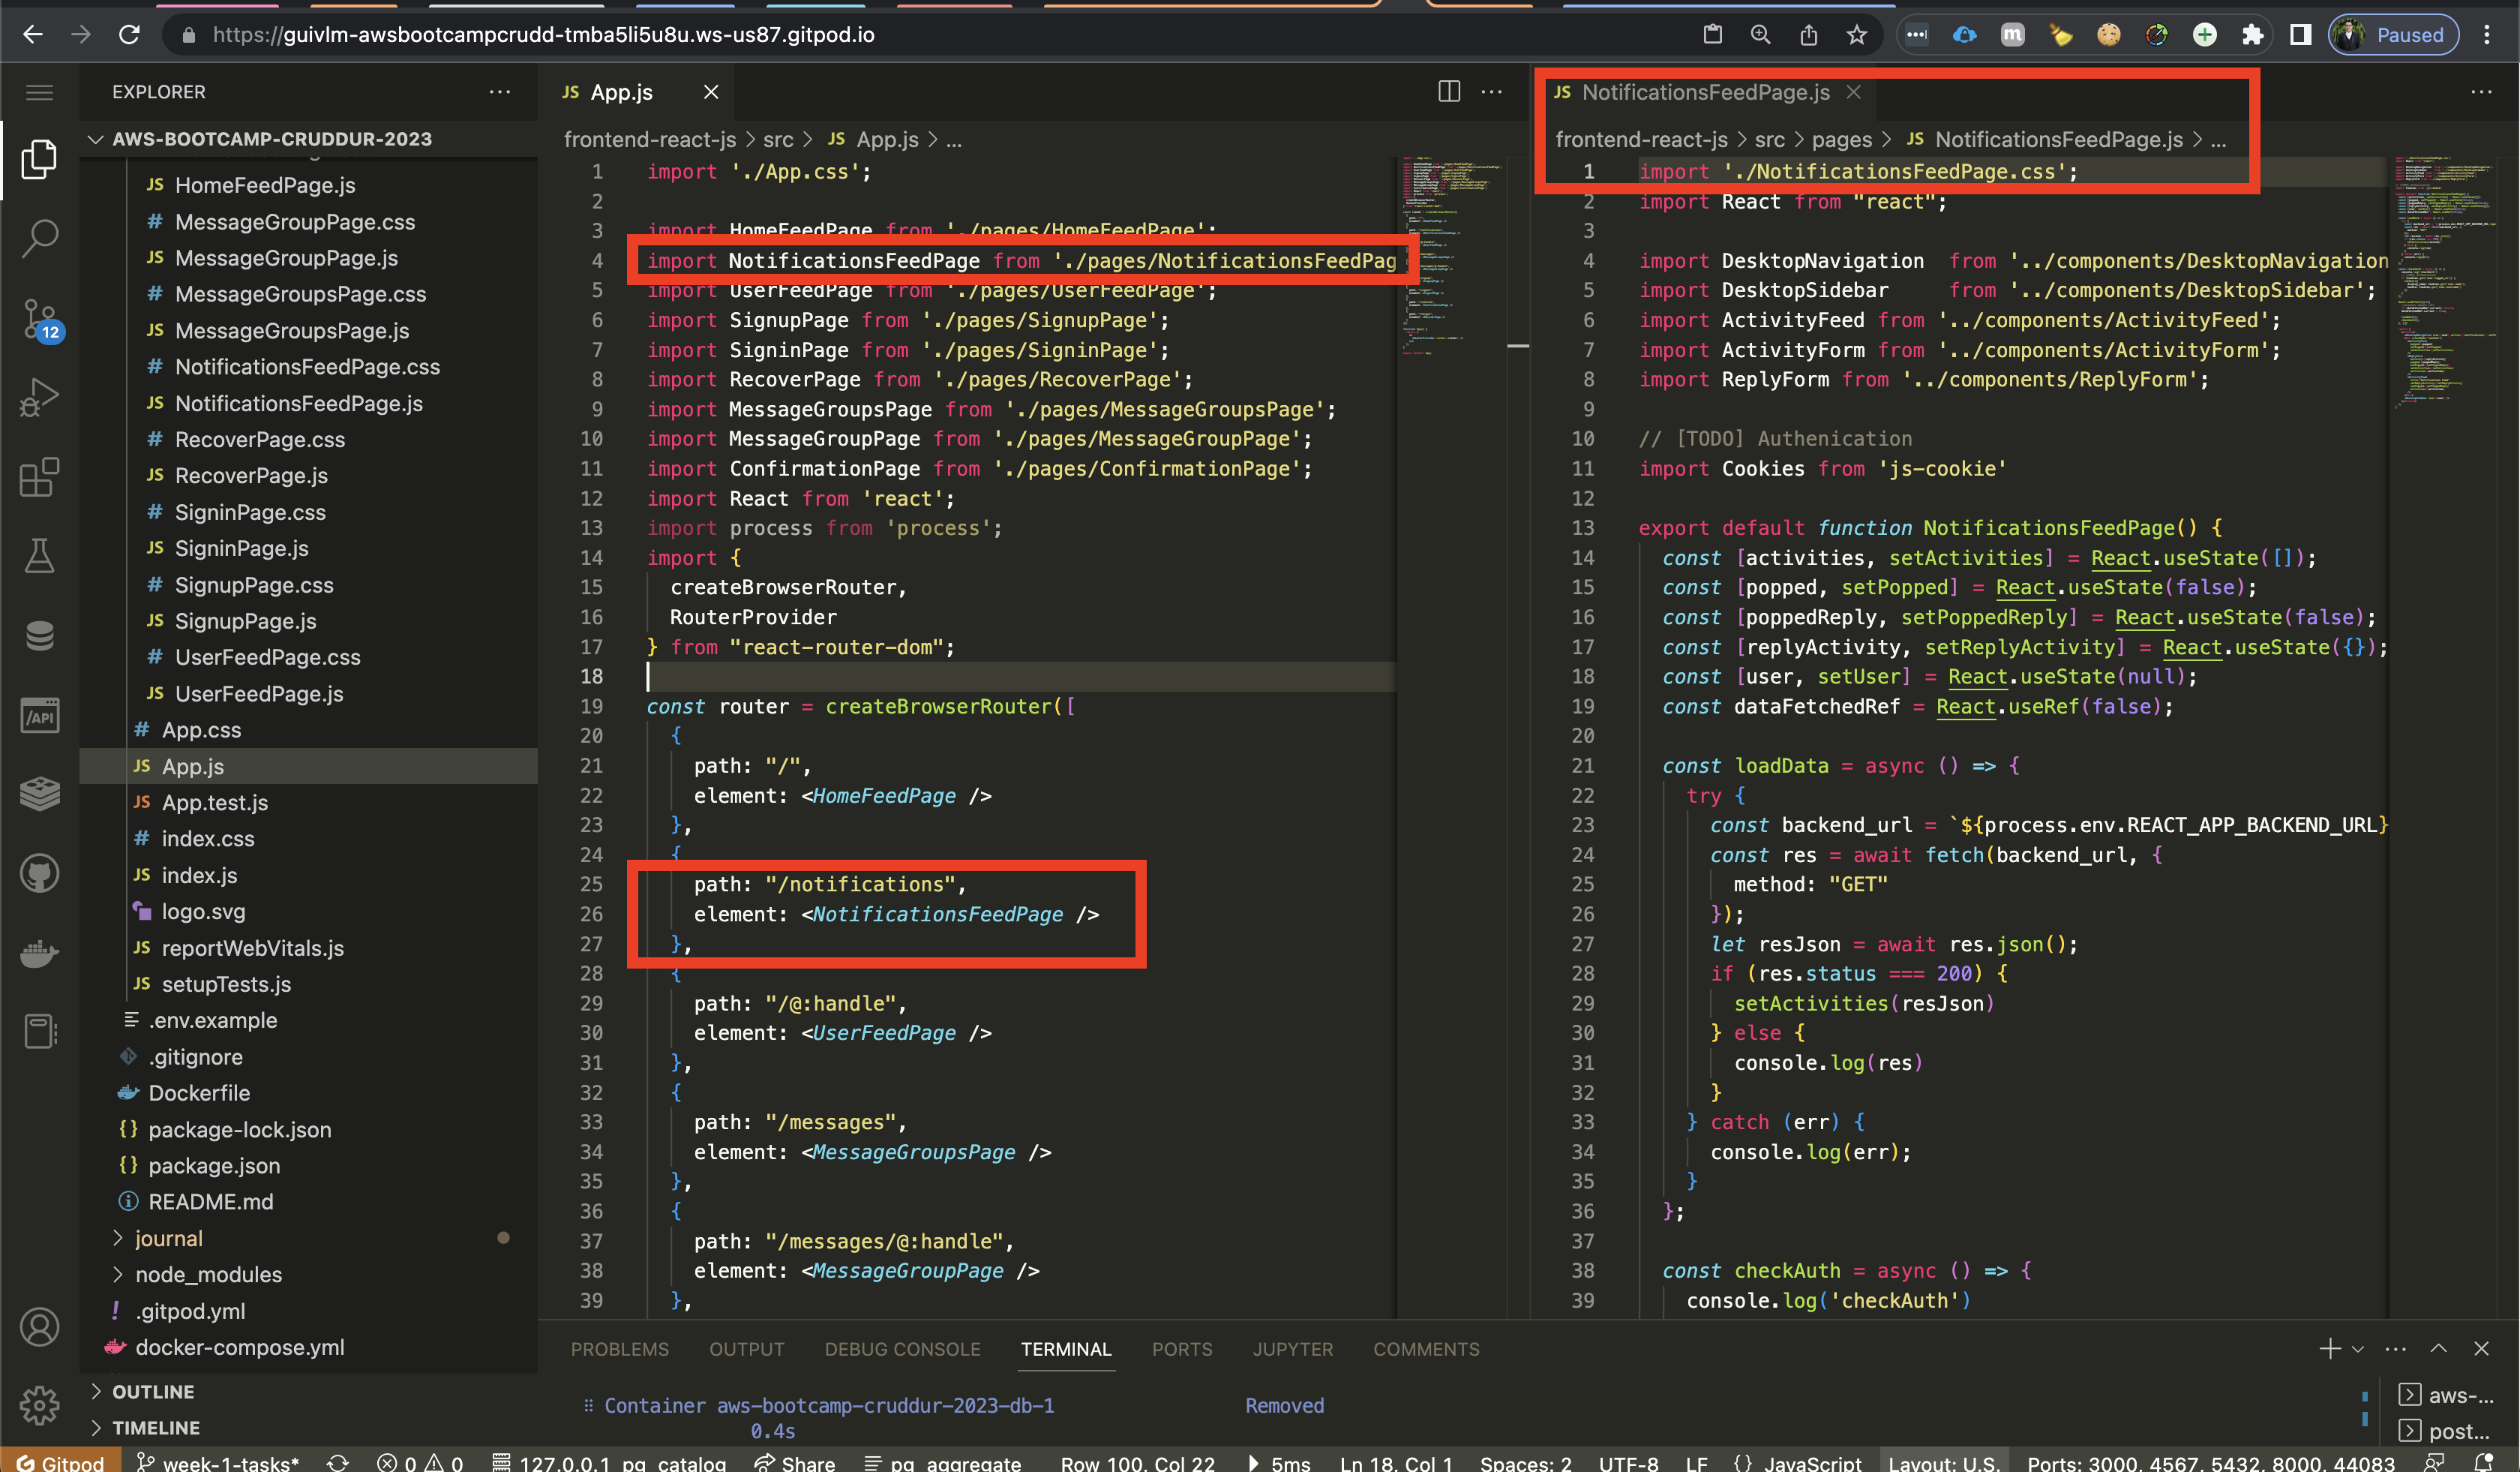 https://guivlm-awsbootcampcrudd-tmba5li5u8u.ws-us87.gitpod.io
Paused
EXPLORER
AWS-BOOTCAMP-CRUDDUR-2023
JS HomeFeedPage.js
# MessageGroupPage.css
JS MessageGroupPage.js
# MessageGroupsPage.css
JS MessageGroupsPage.js
# NotificationsFeedPage.css
JS NotificationsFeedPage.js
# RecoverPage.css
JS RecoverPage.js
# SigninPage.css
JS SigninPage.js
# SignupPage.css
JS SignupPage.js
# UserFeedPage.css
JS UserFeedPage.js
# App.css
JS App.js
JS App.test.js
# index.css
JS index.js
logo.svg
JS reportWebVitals.js
JS setupTests.js
.env.example
.gitignore
Dockerfile
{} package-lock.json
{} package.json
README.md
journal
node_modules
! .gitpod.yml
docker-compose.yml
OUTLINE
TIMELINE
12
/API
JS App.js
frontend-react-js > src > JS App.js > ...
1 import './App.css';
2
3 import HomeFeedPage from './pages/HomeFeedPage';
4 import NotificationsFeedPage from './pages/NotificationsFeedPag
5 import UserFeedPage from './pages/UserFeedPage';
6 import SignupPage from './pages/SignupPage';
7 import SigninPage from './pages/SigninPage';
8 import RecoverPage from './pages/RecoverPage';
9 import MessageGroupsPage from './pages/MessageGroupsPage';
10 import MessageGroupPage from './pages/MessageGroupPage';
11 import ConfirmationPage from './pages/ConfirmationPage';
12 import React from 'react';
13 import process from 'process';
14 import {
15 createBrowserRouter,
16 RouterProvider
17 } from "react-router-dom";
18
19 const router = createBrowserRouter([
20 {
21 path: "/",
22 element: <HomeFeedPage />
23 },
24 {
25 path: "/notifications",
26 element: <NotificationsFeedPage />
27 },
28 {
29 path: "/@:handle",
30 element: <UserFeedPage />
31 },
32 {
33 path: "/messages",
34 element: <MessageGroupsPage />
35 },
36 {
37 path: "/messages/@:handle",
38 element: <MessageGroupPage />
39 },
JS NotificationsFeedPage.js
frontend-react-js > src > pages > JS NotificationsFeedPage.js > ...
1 import './NotificationsFeedPage.css';
2 import React from "react";
3
4 import DesktopNavigation from '../components/DesktopNavigation
5 import DesktopSidebar from '../components/DesktopSidebar';
6 import ActivityFeed from '../components/ActivityFeed';
7 import ActivityForm from '../components/ActivityForm';
8 import ReplyForm from '../components/ReplyForm';
9
10 // [TODO] Authenication
11 import Cookies from 'js-cookie'
12
13 export default function NotificationsFeedPage() {
14 const [activities, setActivities] = React.useState([]);
15 const [popped, setPopped] = React.useState(false);
16 const [poppedReply, setPoppedReply] = React.useState(false);
17 const [replyActivity, setReplyActivity] = React.useState({});
18 const [user, setUser] = React.useState(null);
19 const dataFetchedRef = React.useRef(false);
20
21 const loadData = async () => {
22 try {
23 const backend_url = `${process.env.REACT_APP_BACKEND_URL}
24 const res = await fetch(backend_url, {
25 method: "GET"
26 });
27 let resJson = await res.json();
28 if (res.status === 200) {
29 setActivities(resJson)
30 } else {
31 console.log(res)
32 }
33 } catch (err) {
34 console.log(err);
35 }
36 };
37
38 const checkAuth = async () => {
39 console.log('checkAuth')
PROBLEMS OUTPUT DEBUG CONSOLE TERMINAL PORTS JUPYTER COMMENTS
Container aws-bootcamp-cruddur-2023-db-1 Removed
0.4s
aws-...
post...
Gitpod week-1-tasks* 0 0 127.0.0.1 pg_catalog Share pg_aggregate Row 100, Col 22 5ms Ln 18, Col 1 Spaces: 2 UTF-8 LF {} JavaScript Layout: U.S. Ports: 3000, 4567, 5432, 8000, 44083